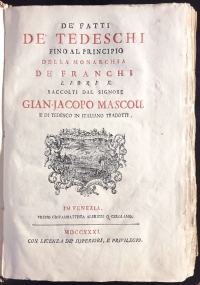 DE' FATTI
DE' TEDESCHI
FINO AL PRINCIPIO
DELLA MONARCHIA
DE FRANCHI
LIBRI X
RACCOLTI DAL SIGNORE
GIAN-JACOPO MASCOU.
E DI TEDESCO IN ITALIANO TRADOTTI.
IN VENEZIA,
MDCCXXXI.
CON LICENZA DE' SUPERIORI, E PRIVILEGIO.